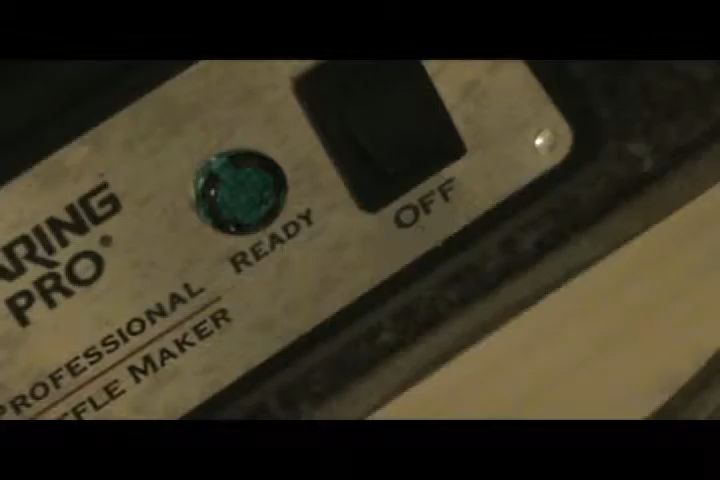 ARING
PRO®
PROFESSIONAL
FFLE MAKER
READY
OFF